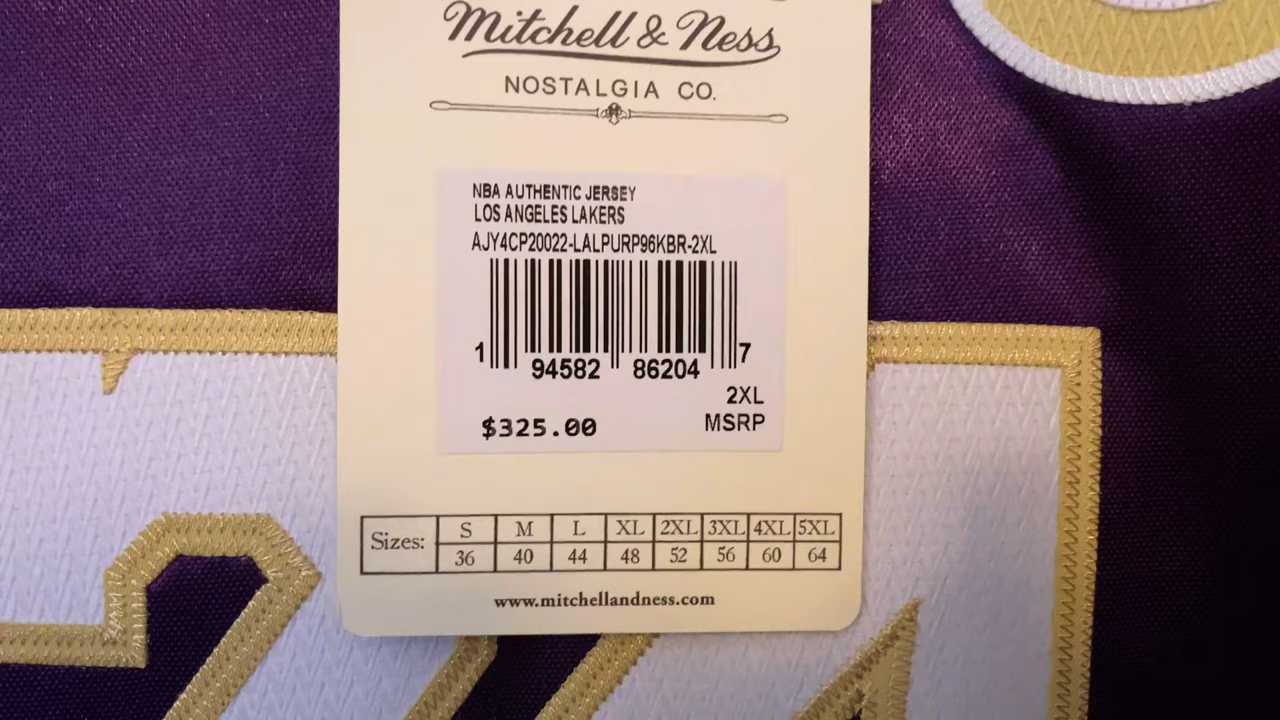 Mitchell & Ness
NOSTALGIA CO.
NBA AUTHENTIC JERSEY
LOS ANGELES LAKERS
AJY4CP20022-LALPURP96KBR-2XL
1 94582 86204 7
2XL
$325.00 MSRP
Sizes: S M L XL 2XL 3XL 4XL 5XL
36 40 44 48 52 56 60 64
www.mitchellandness.com
24